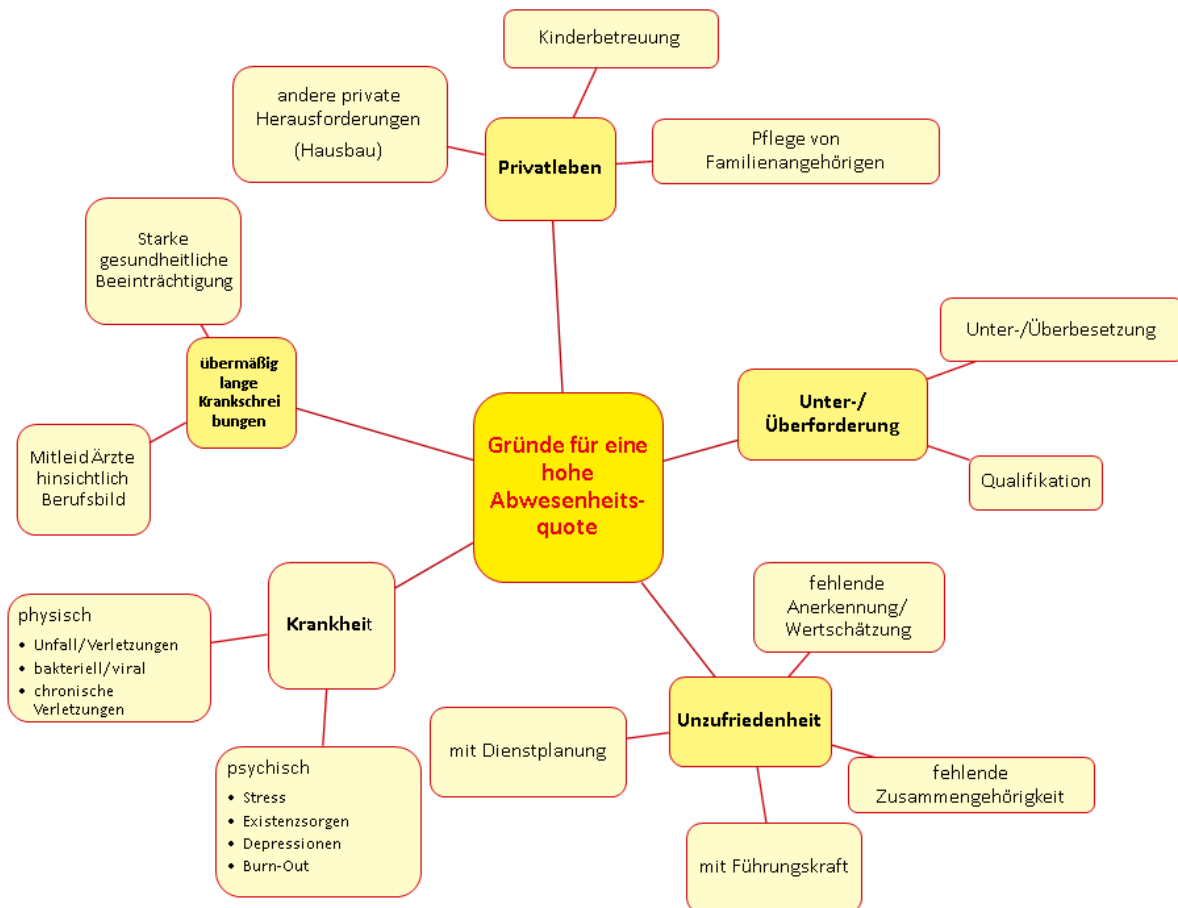 Kinderbetreuung
andere private
Herausforderungen
(Hausbau)
Privatleben
Pflege von
Familienangehörigen
Starke
gesundheitliche
Beeinträchtigung
übermäßig
lange
Krankschrei
bungen
Mitleid Ärzte
hinsichtlich
Berufsbild
Gründe für eine
hohe
Abwesenheits-
quote
Unter-/
Überforderung
Unter-/Überbesetzung
Qualifikation
Krankheit
physisch
• Unfall/Verletzungen
• bakteriell/viral
• chronische
Verletzungen
psychisch
• Stress
• Existenzsorgen
• Depressionen
• Burn-Out
Unzufriedenheit
fehlende
Anerkennung/
Wertschätzung
mit Dienstplanung
fehlende
Zusammengehörigkeit
mit Führungskraft